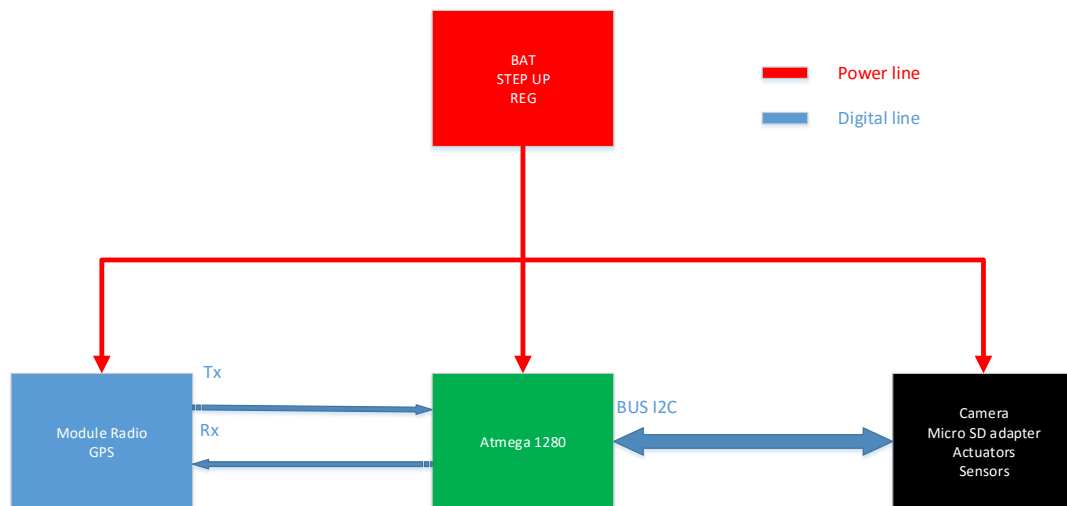 BAT
STEP UP
REG
Power line
Digital line
Tx
Rx
Module Radio
GPS
Atmega 1280
BUS I2C
Camera
Micro SD adapter
Actuators
Sensors